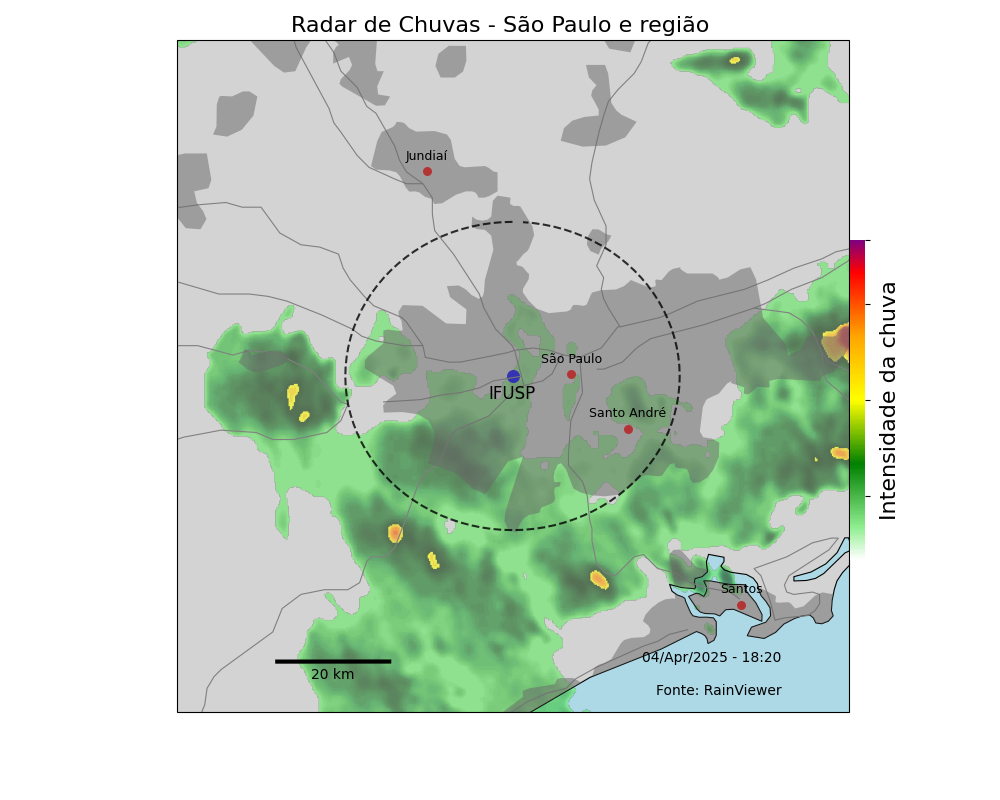 Radar de Chuvas - São Paulo e região
Jundiaí
São Paulo
IFUSP
Santo André
Santos
04/Apr/2025 - 18:20
20 km
Fonte: RainViewer
Intensidade da chuva